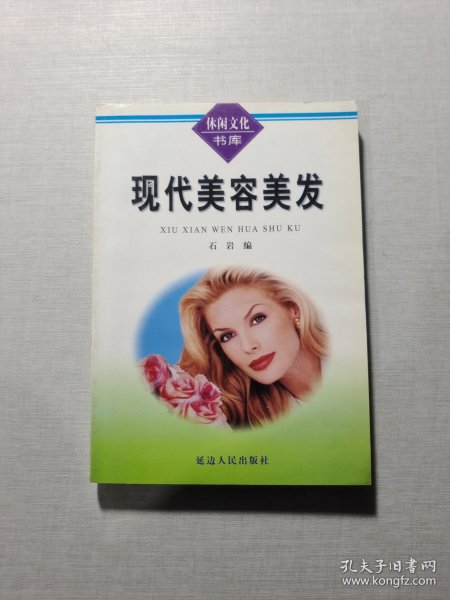 休闲文化
书库
现代美容美发
XIU XIAN WEN HUA SHU KU
石岩 编
延边人民出版社
孔夫子旧书网
www.kongfz.com